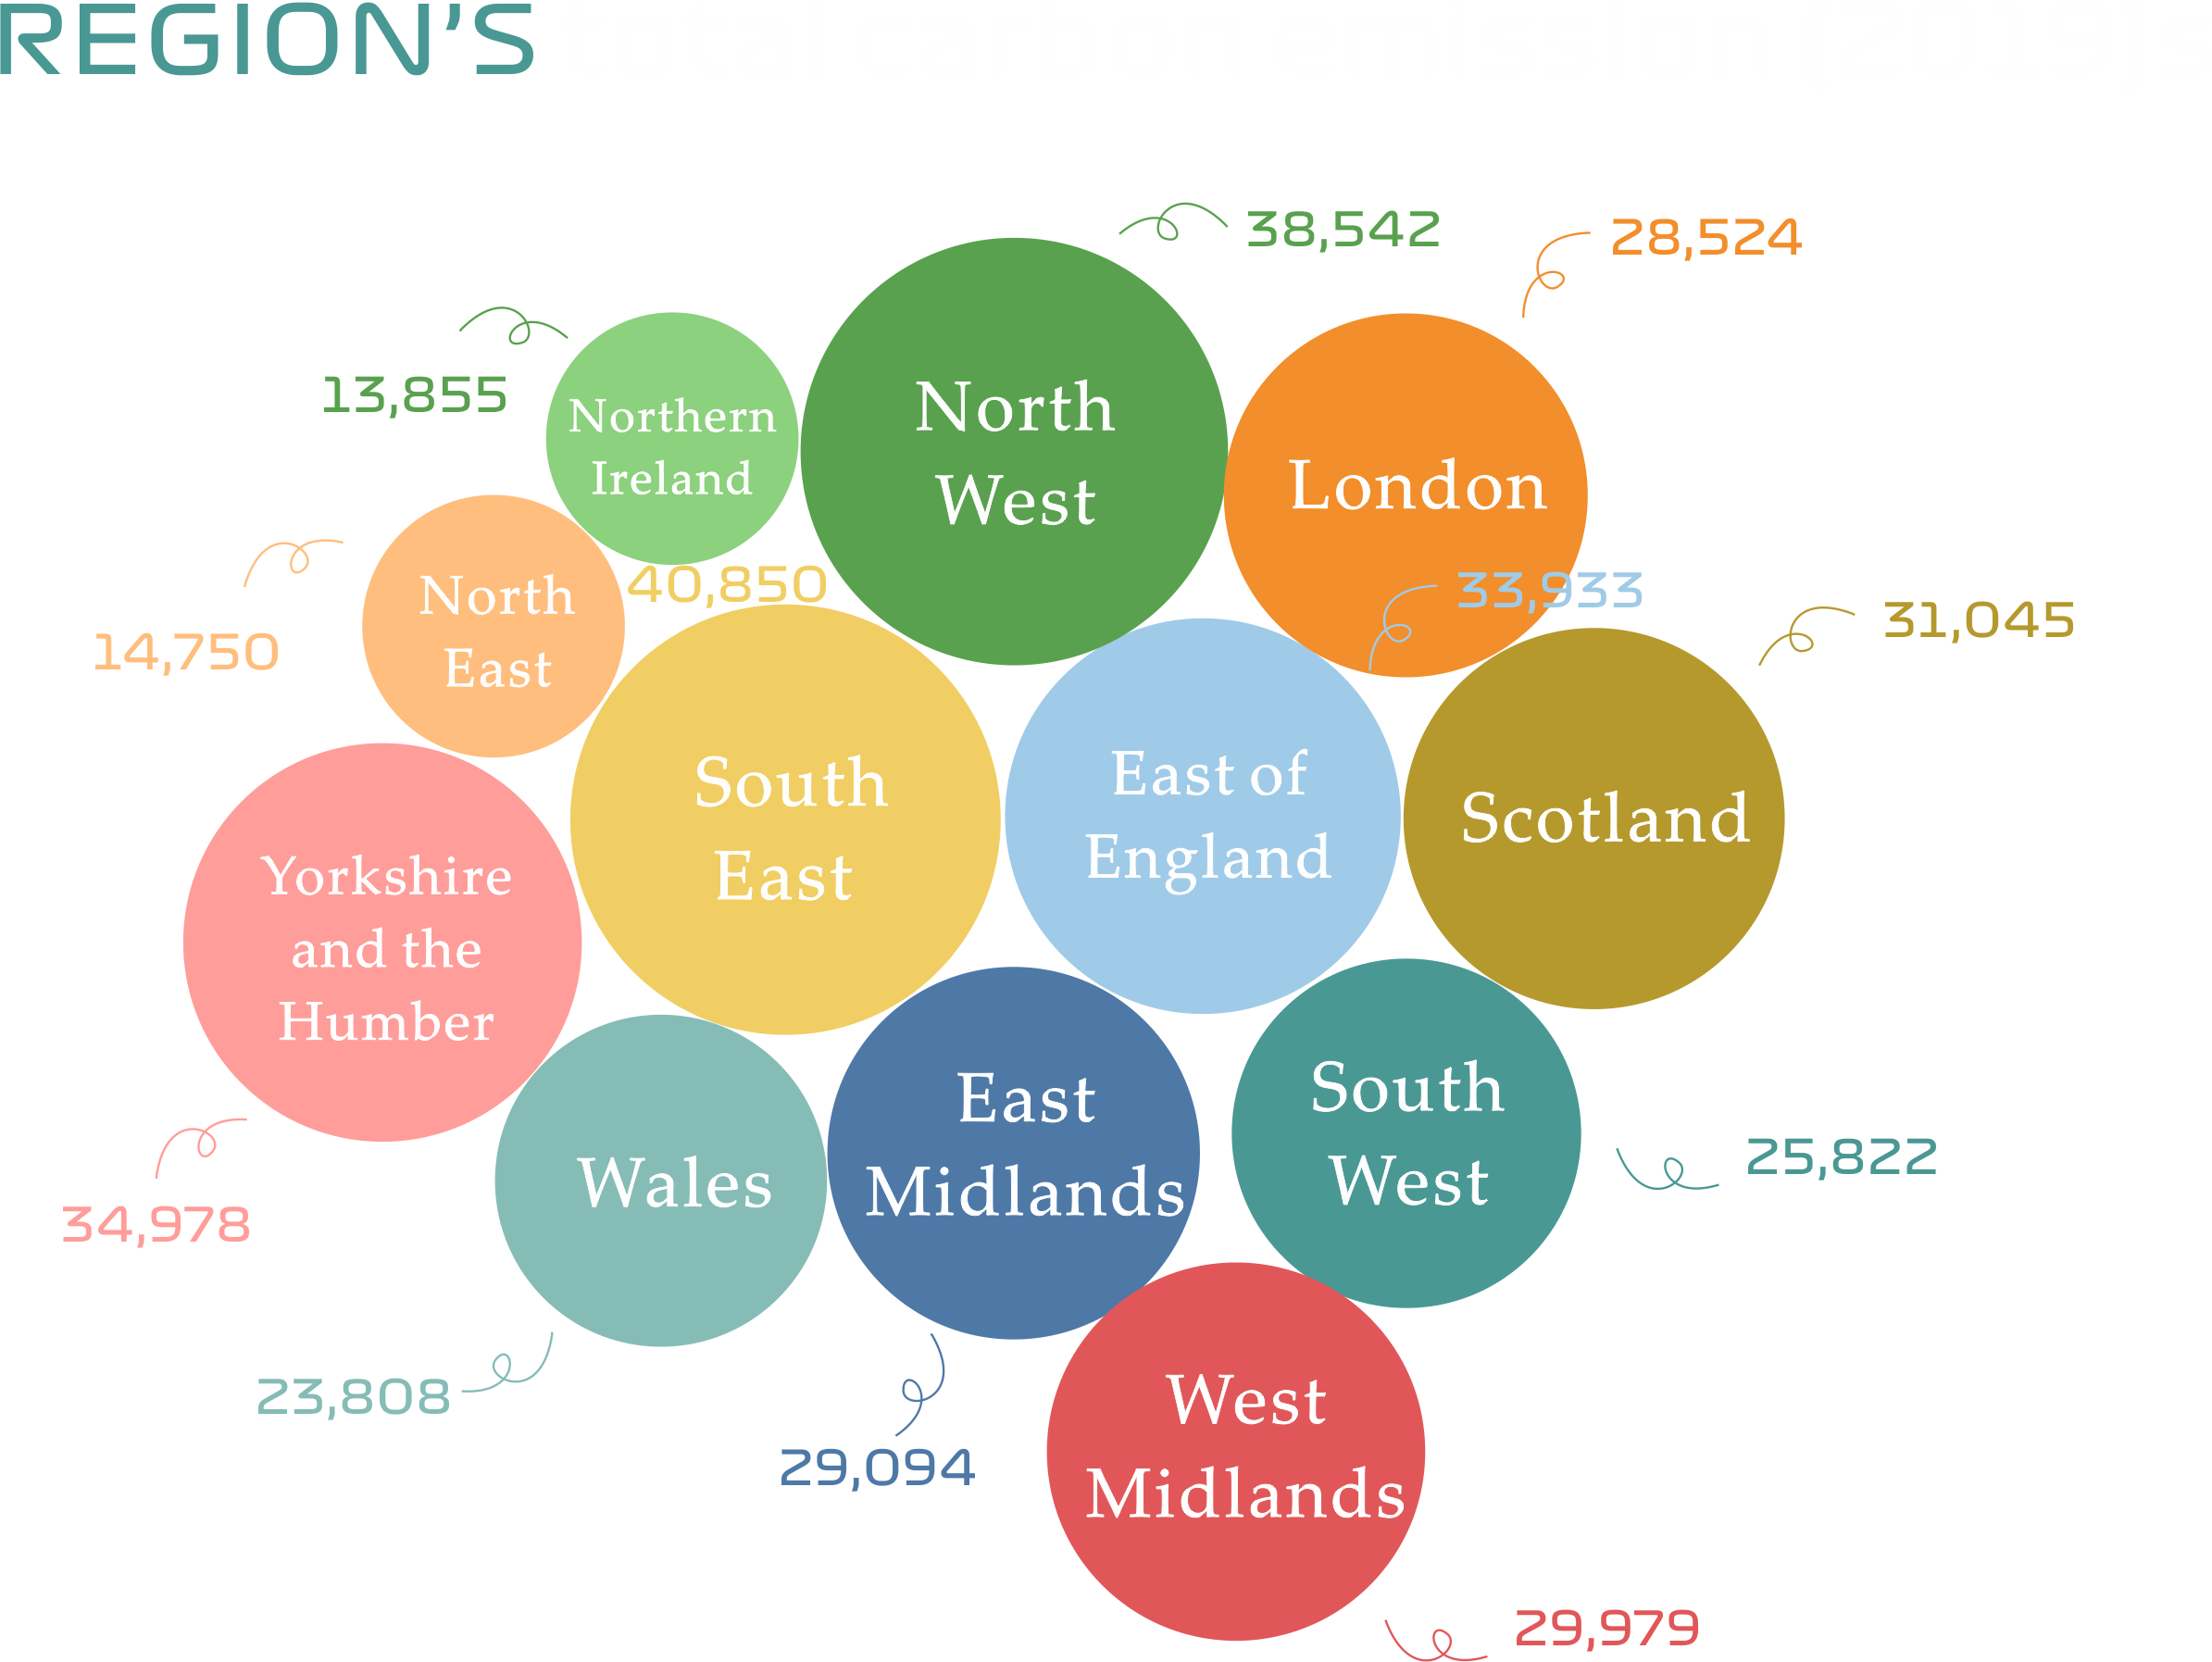 REGION'S
38,542
28,524
13,855
Northern
Ireland
North
West
London
40,850
33,933
31,045
North
East
14,750
South
East
East of
England
Scotland
Yorkshire
and the
Humber
East
Midlands
South
West
Wales
25,822
34,978
23,808
29,094
West
Midlands
29,979